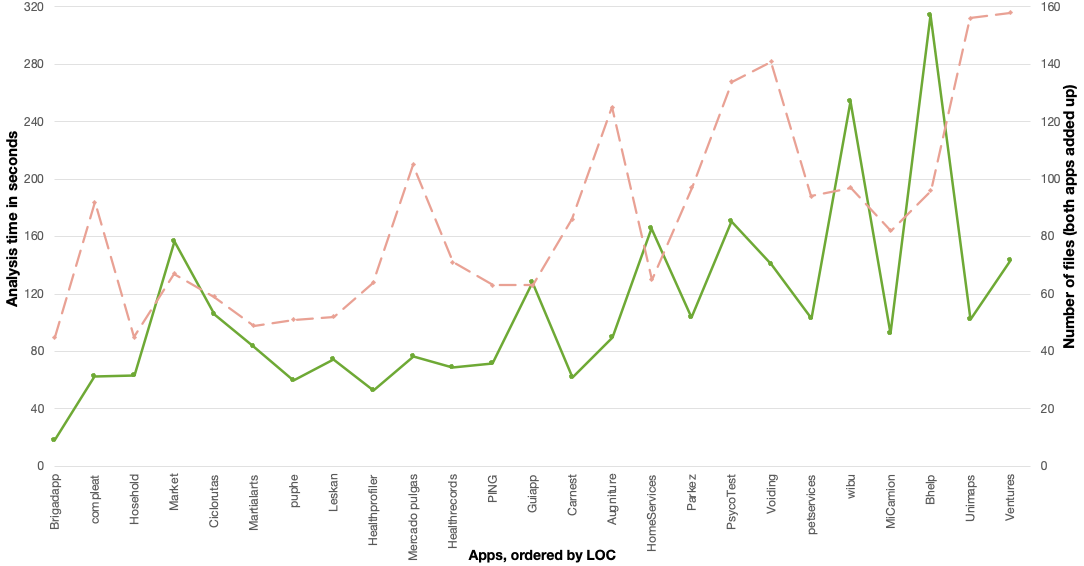 320
280
240
200
160
120
80
40
0
Analysis time in seconds
160
140
120
100
80
60
40
20
0
Number of files (both apps added up)
Brigadapp
compleat
Hosehold
Market
Ciclorutas
Martialarts
puphe
Leskan
Healthprofiler
Mercado pulgas
Healthrecords
PiNG
Guiapp
Carnest
Augniture
HomeServices
Parkez
PsycoTest
Voiding
petservices
wibu
MiCamion
Bhelp
Unimaps
Ventures
Apps, ordered by LOC